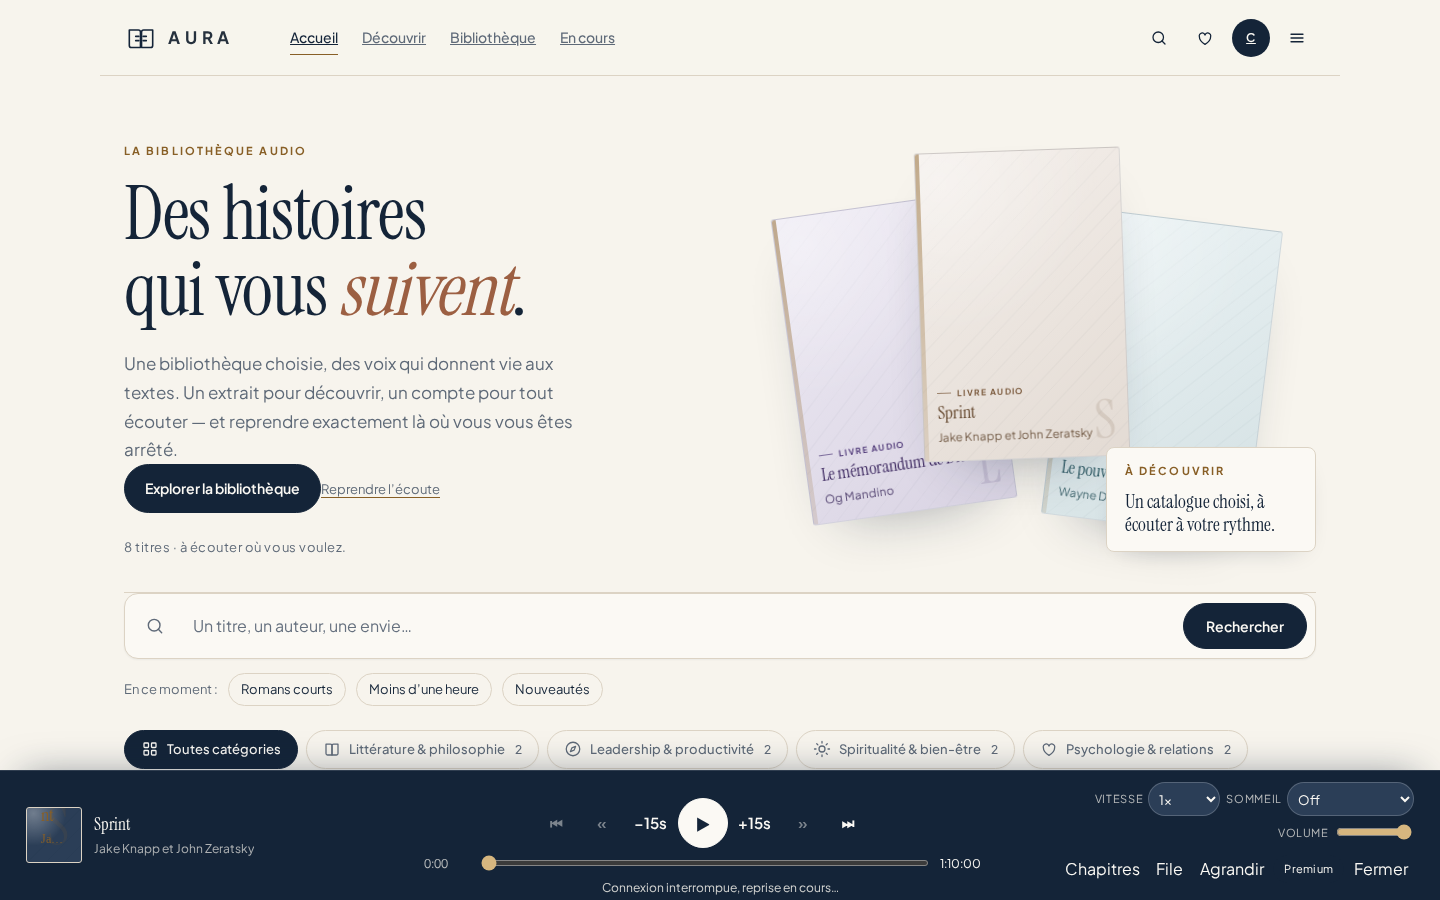 AURA
Accueil Découvrir Bibliothèque En cours
C
LA BIBLIOTHÈQUE AUDIO
Des histoires
qui vous suivent.
Une bibliothèque choisie, des voix qui donnent vie aux
textes. Un extrait pour découvrir, un compte pour tout
écouter — et reprendre exactement là où vous vous êtes
arrêté.
Explorer la bibliothèque
Reprendre l'écoute
8 titres · à écouter où vous voulez.
LIVRE AUDIO
Le mémorandum
Og Mandino
L
LIVRE AUDIO
Sprint
Jake Knapp et John Zeratsky
S
Le
Wayne
À DÉCOUVRIR
Un catalogue choisi, à
écouter à votre rythme.
Un titre, un auteur, une envie...
Rechercher
En ce moment :
Romans courts
Moins d'une heure
Nouveautés
Toutes catégories
Littérature & philosophie 2
Leadership & productivité 2
Spiritualité & bien-être 2
Psychologie & relations 2
Ja...
Sprint
Jake Knapp et John Zeratsky
−15s
+15s
0:00
1:10:00
Connexion interrompue, reprise en cours…
VITESSE 1× SOMMEIL Off
VOLUME
Chapitres File Agrandir Premium Fermer